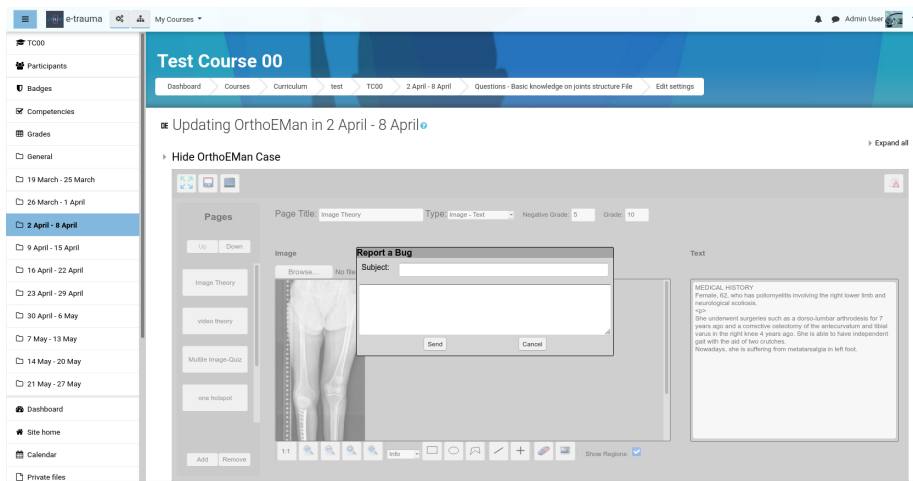 e-trauma
My Courses
Admin User
TC00
Participants
Badges
Competencies
Grades
General
19 March - 25 March
26 March - 1 April
2 April - 8 April
9 April - 15 April
16 April - 22 April
23 April - 29 April
30 April - 6 May
7 May - 13 May
14 May - 20 May
21 May - 27 May
Dashboard
Site home
Calendar
Private files
Test Course 00
Dashboard Courses Curriculum test TC00 2 April - 8 April Questions - Basic knowledge on joints structure File Edit settings
Updating OrthoEMan in 2 April - 8 April
Expand all
Hide OrthoEMan Case
Pages
Up Down
Image Theory
video theory
Multile Image-Quiz
one hotspot
Add Remove
Page Title: Image Theory Type: Image - Text Negative Grade: 5 Grade: 10
Image
Browse... No file
Report a Bug
Subject:
Send Cancel
1:1 Info Show Regions:
Text
MEDICAL HISTORY
Female, 62, who has poliomyelitis involving the right lower limb and
neurological scoliosis.
<p>
She underwent surgeries such as a dorso-lumbar arthrodesis for 7
years ago and a corrective osteotomy of the antecurvatum and tibial
varus in the right knee 4 years ago. She is able to have independent
gait with the aid of two crutches.
Nowadays, she is suffering from metatarsalgia in left foot.